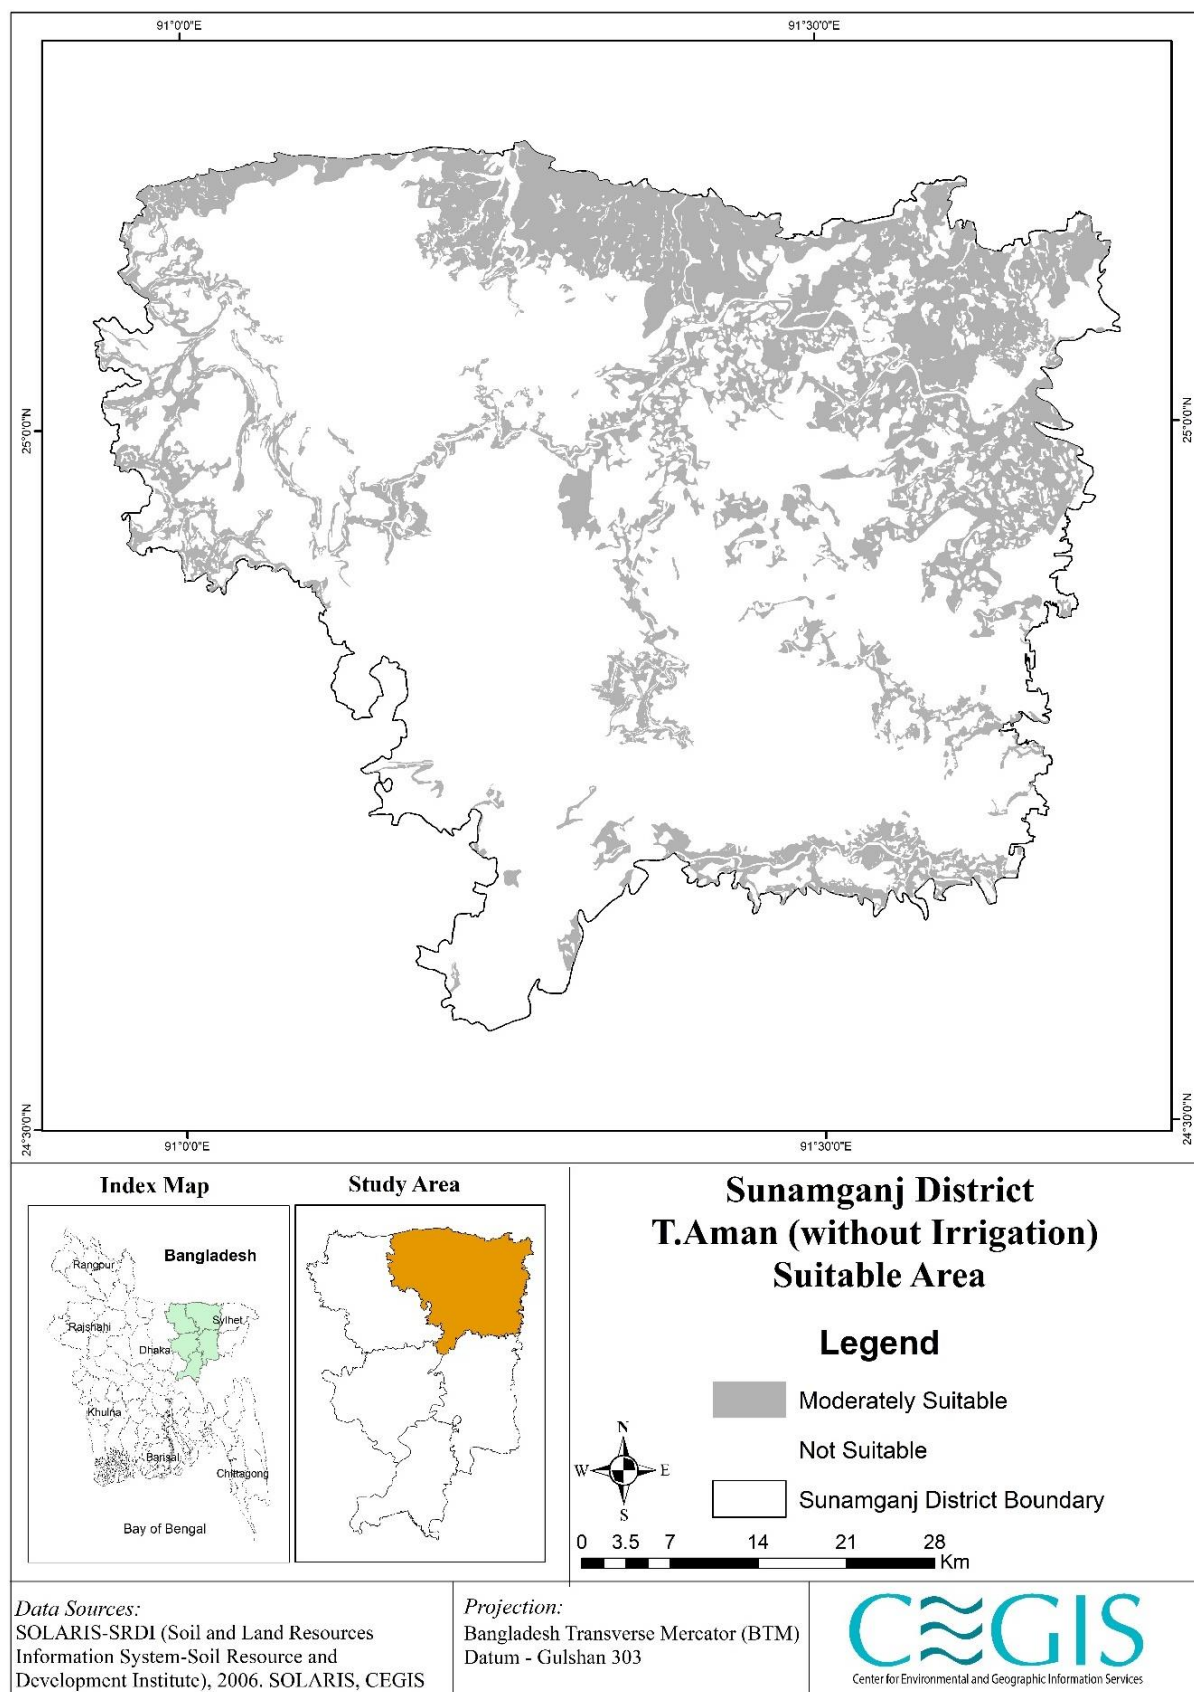 91°0'0"E
91°30'0"E
25°0'0"N
25°0'0"N
24°30'0"N
24°30'0"N
91°0'0"E
91°30'0"E
Index Map
Bangladesh
Rangpur
Rajshahi
Sylhet
Dhaka
Khulna
Barisal
Chittagong
Bay of Bengal
Study Area
Sunamganj District
T.Aman (without Irrigation)
Suitable Area
Legend
Moderately Suitable
Not Suitable
Sunamganj District Boundary
N
W
E
S
0 3.5 7 14 21 28
Km
Data Sources:
SOLARIS-SRDI (Soil and Land Resources
Information System-Soil Resource and
Development Institute), 2006. SOLARIS, CEGIS
Projection:
Bangladesh Transverse Mercator (BTM)
Datum - Gulshan 303
CEGIS
Center for Environmental and Geographic Information Services